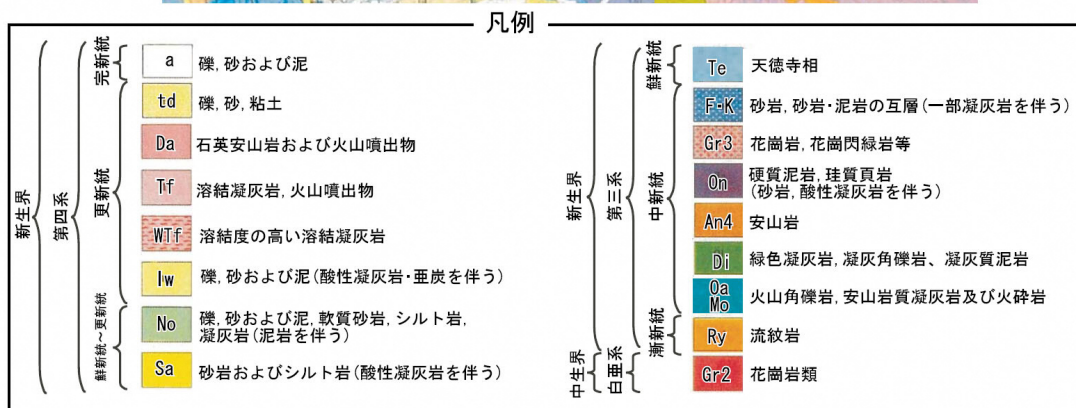 凡例
新生界
第四系
完新統
a 礫, 砂および泥
更新統
td 礫, 砂, 粘土
Da 石英安山岩および火山噴出物
Tf 溶結凝灰岩, 火山噴出物
WTf 溶結度の高い溶結凝灰岩
Iw 礫, 砂および泥(酸性凝灰岩・亜炭を伴う)
鮮新統~更新統
No 礫, 砂および泥, 軟質砂岩, シルト岩,
凝灰岩(泥岩を伴う)
Sa 砂岩およびシルト岩(酸性凝灰岩を伴う)
新生界
第三系
鮮新統
Te 天徳寺相
中新統
F・K 砂岩, 砂岩・泥岩の互層(一部凝灰岩を伴う)
Gr3 花崗岩, 花崗閃緑岩等
On 硬質泥岩, 珪質頁岩
(砂岩, 酸性凝灰岩を伴う)
An4 安山岩
Di 緑色凝灰岩, 凝灰角礫岩、凝灰質泥岩
Oa
Mo 火山角礫岩, 安山岩質凝灰岩及び火砕岩
漸新統
Ry 流紋岩
中生界
白亜系
Gr2 花崗岩類